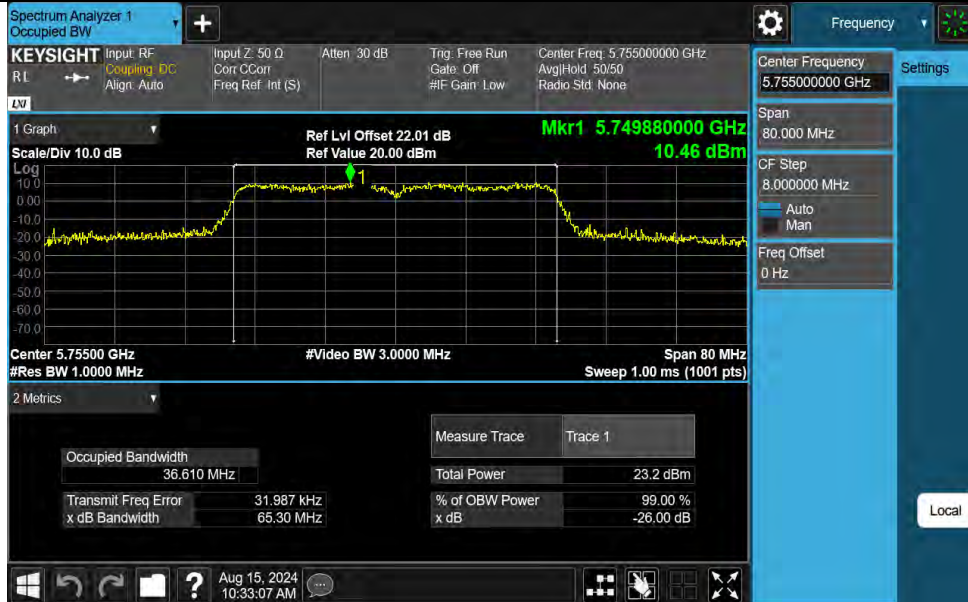 Spectrum Analyzer 1
Occupied BW
Frequency
KEYSIGHT Input: RF
Coupling: DC
Align: Auto
RL
LXI
Input Z: 50 Ω
Corr CCorr
Freq Ref: Int (S)
Atten: 30 dB
Trig: Free Run
Gate: Off
#IF Gain: Low
Center Freq: 5.755000000 GHz
Avg|Hold: 50/50
Radio Std: None
Center Frequency
5.755000000 GHz
Settings
Span
80.000 MHz
CF Step
8.000000 MHz
Auto
Man
Freq Offset
0 Hz
Local
1 Graph
Scale/Div 10.0 dB
Ref Lvl Offset 22.01 dB
Ref Value 20.00 dBm
Mkr1 5.749880000 GHz
10.46 dBm
Log
1
10.0
0.00
-10.0
-20.0
-30.0
-40.0
-50.0
-60.0
-70.0
Center 5.75500 GHz
#Res BW 1.0000 MHz
#Video BW 3.0000 MHz
Span 80 MHz
Sweep 1.00 ms (1001 pts)
2 Metrics
Measure Trace Trace 1
Occupied Bandwidth
36.610 MHz
Total Power 23.2 dBm
Transmit Freq Error 31.987 kHz
% of OBW Power 99.00 %
x dB Bandwidth 65.30 MHz
x dB -26.00 dB
?
Aug 15, 2024
10:33:07 AM